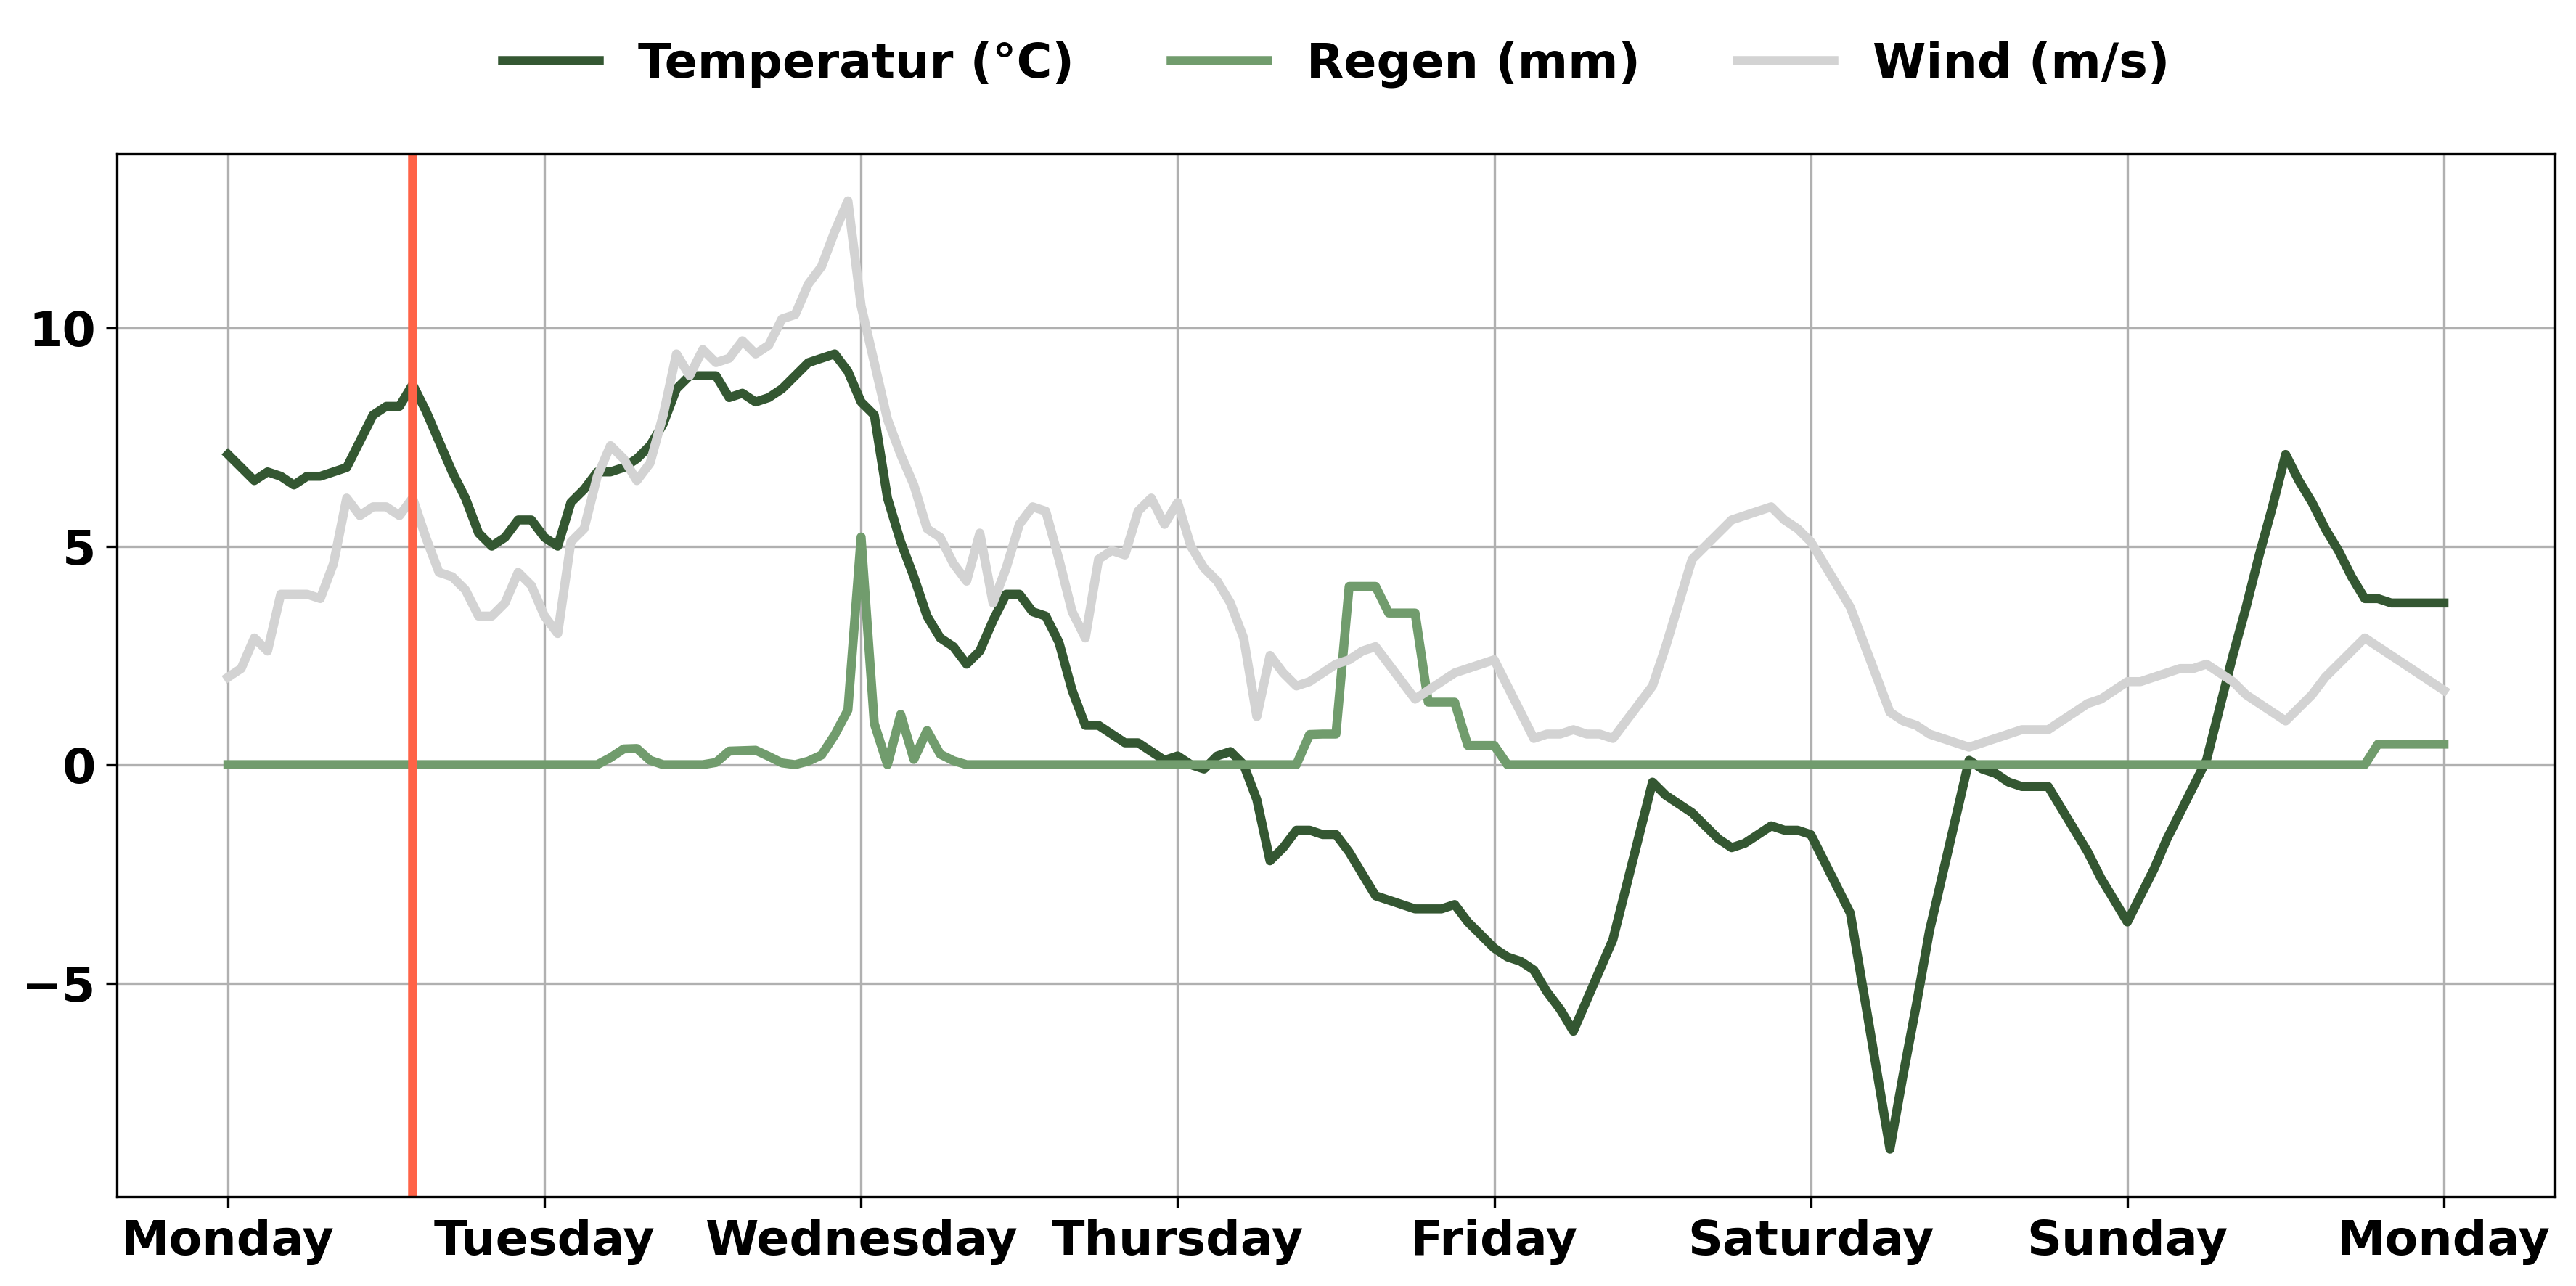 Temperatur (°C) Regen (mm) Wind (m/s)
10
5
0
−5
Monday Tuesday Wednesday Thursday Friday Saturday Sunday Monday